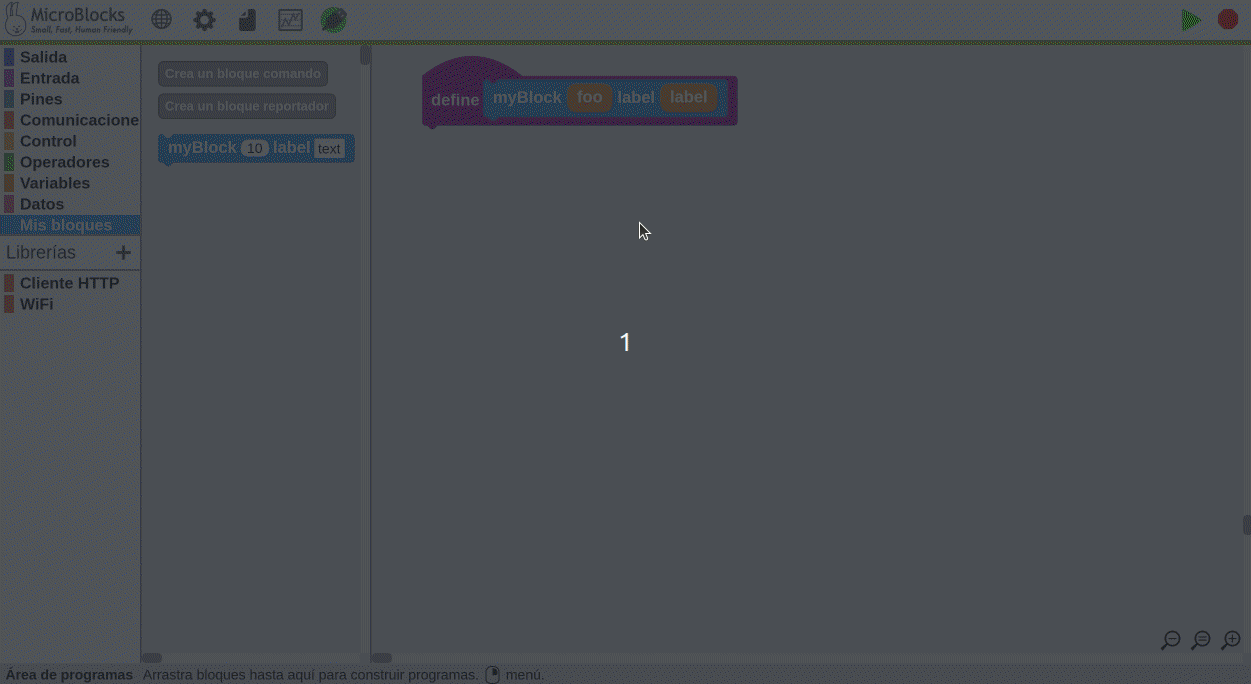 MicroBlocks
Small, Fast, Human Friendly
Salida
Entrada
Pines
Comunicacione
Control
Operadores
Variables
Datos
Mis bloques
Librerías +
Cliente HTTP
WiFi
Crea un bloque comando
Crea un bloque reportador
myBlock 10 label text
define myBlock foo label label
1
Área de programas Arrastra bloques hasta aquí para construir programas. menú.